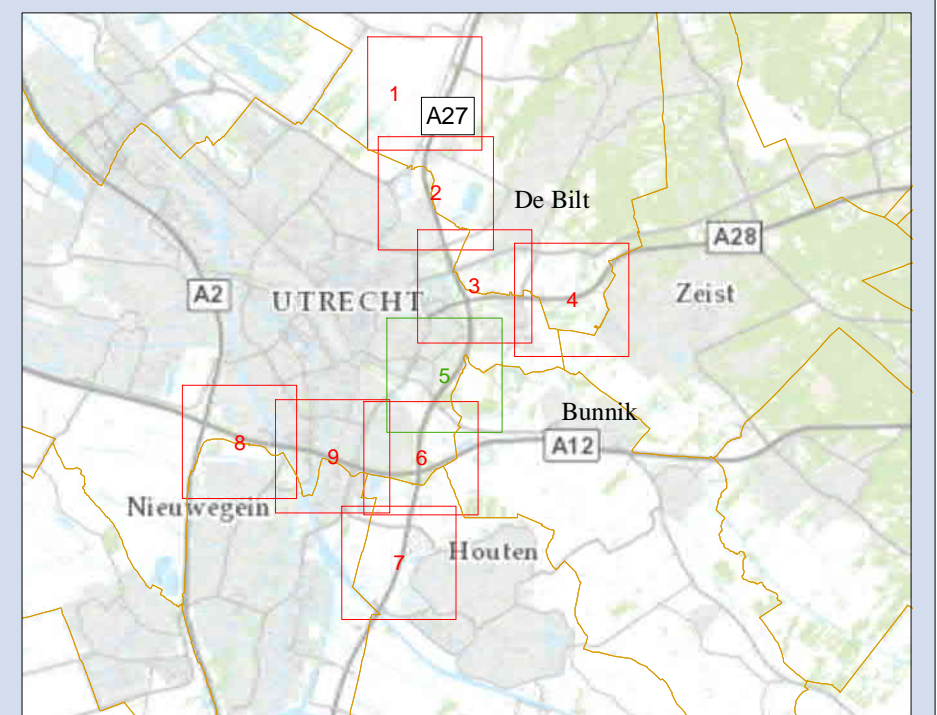 1
A27
2
De Bilt
A28
3
4
Zeist
A2
UTRECHT
5
Bunnik
8
9
6
A12
Nieuwegein
Houten
7